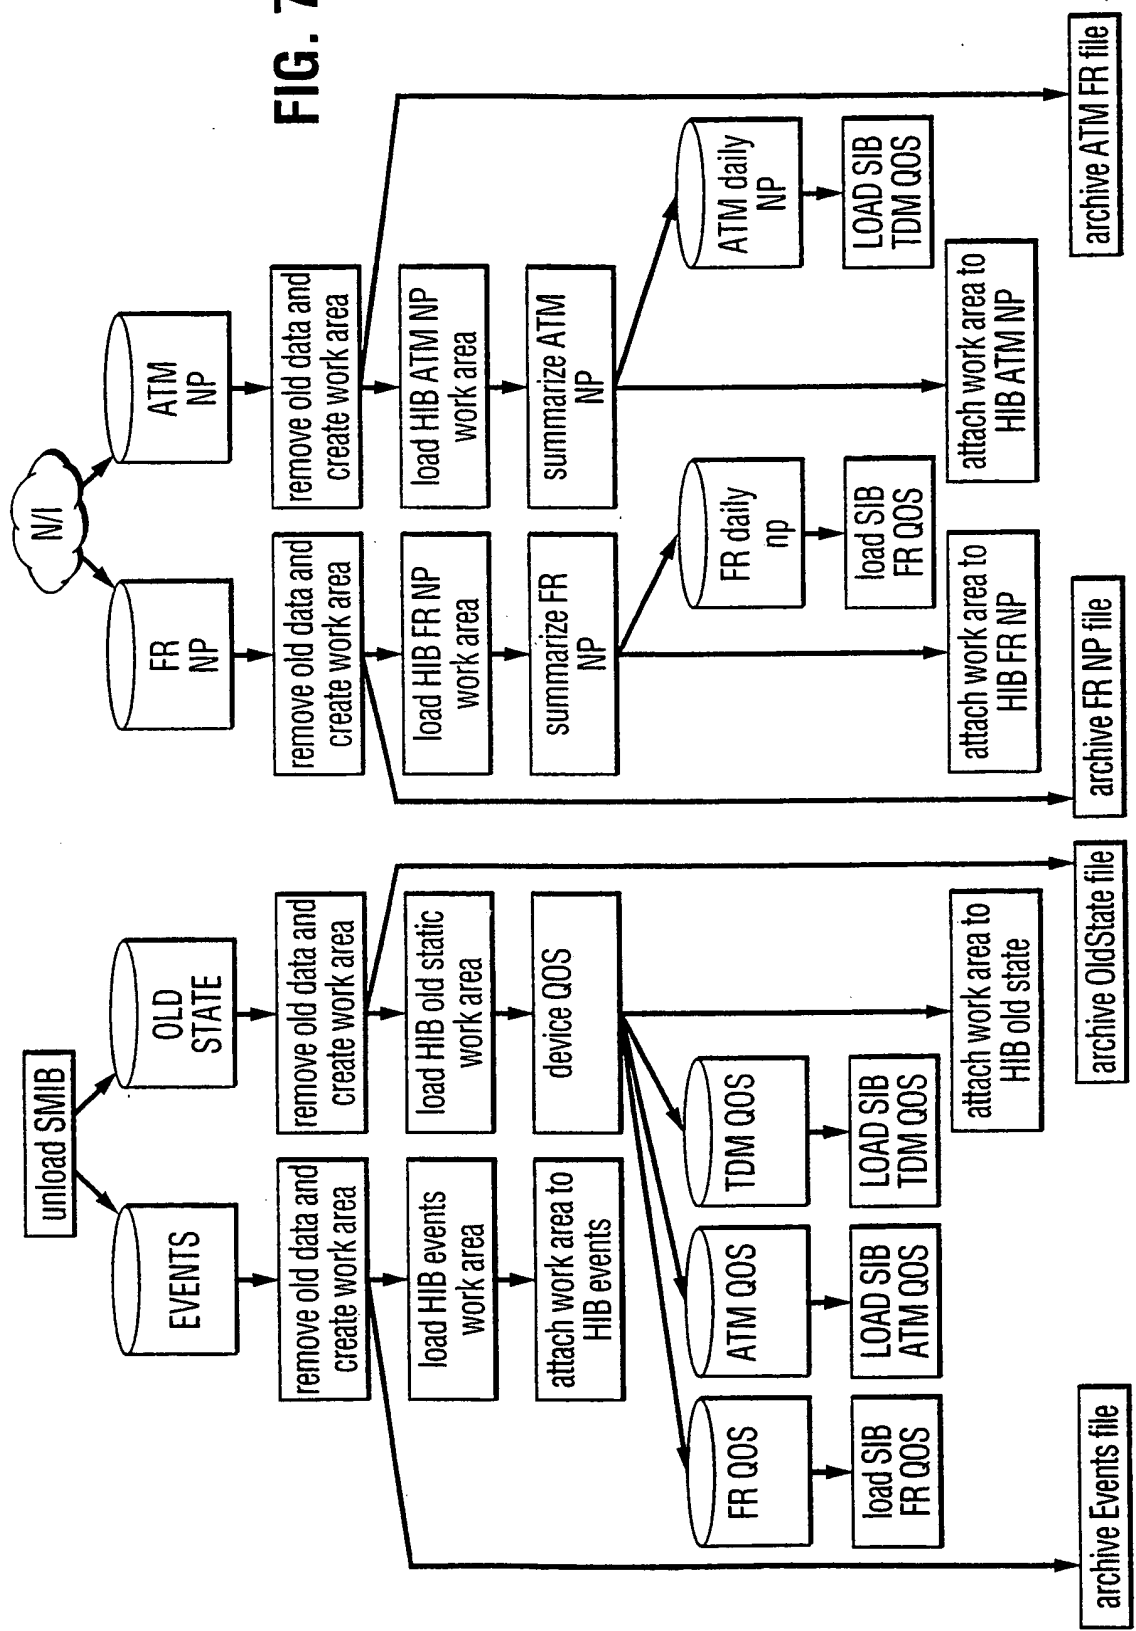 FIG. 7
unload SMIB
N/I
EVENTS
OLD
STATE
FR
NP
ATM
NP
remove old data and
create work area
remove old data and
create work area
remove old data and
create work area
remove old data and
create work area
load HIB events
work area
load HIB old static
work area
load HIB FR NP
work area
load HIB ATM NP
work area
attach work area to
HIB events
device QOS
summarize FR
NP
summarize ATM
NP
FR QOS
ATM QOS
TDM QOS
FR daily
np
ATM daily
NP
load SIB
FR QOS
LOAD SIB
ATM QOS
LOAD SIB
TDM QOS
load SIB
FR QOS
LOAD SIB
TDM QOS
attach work area to
HIB old state
attach work area to
HIB FR NP
attach work area to
HIB ATM NP
archive Events file
archive OldState file
archive FR NP file
archive ATM FR file